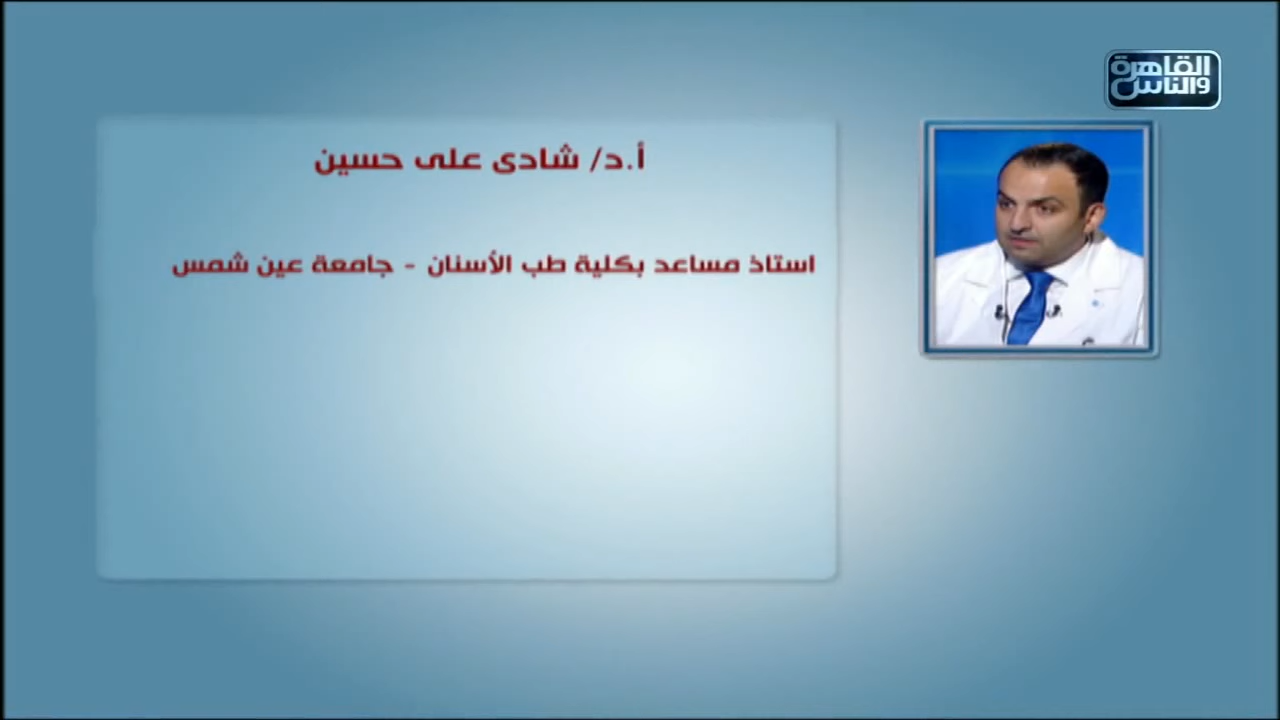 القاهرة
والناس
أ.د/ شادى على حسين
استاذ مساعد بكلية طب الأسنان - جامعة عين شمس